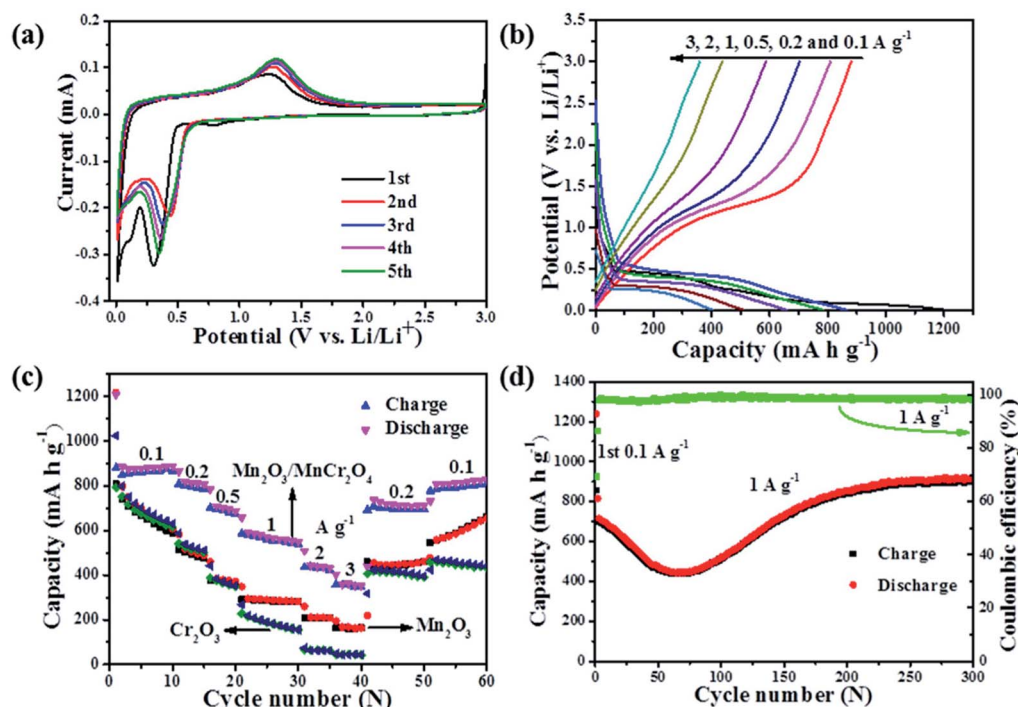 (a)
0.2
0.1
0.0
-0.1
-0.2
-0.3
-0.4
Current (mA)
1st
2nd
3rd
4th
5th
0.0 0.5 1.0 1.5 2.0 2.5 3.0
Potential (V vs. Li/Li+)
(b)
3.5
3.0
2.5
2.0
1.5
1.0
0.5
0.0
Potential (V vs. Li/Li+)
3, 2, 1, 0.5, 0.2 and 0.1 A g-1
0 200 400 600 800 1000 1200
Capacity (mA h g-1)
(c)
1200
1000
800
600
400
200
0
Capacity (mA h g-1)
Charge
Discharge
0.1
0.2
0.5
1
2
3
0.2
0.1
Mn2O3/MnCr2O4
A g-1
Cr2O3
Mn2O3
0 10 20 30 40 50 60
Cycle number (N)
(d)
1400
1300
1200
1100
1000
900
800
700
600
500
400
300
200
100
0
Capacity (mA h g-1)
1st 0.1 A g-1
1 A g-1
1 A g-1
Charge
Discharge
100
80
60
40
20
0
Coulombic efficiency (%)
0 50 100 150 200 250 300
Cycle number (N)